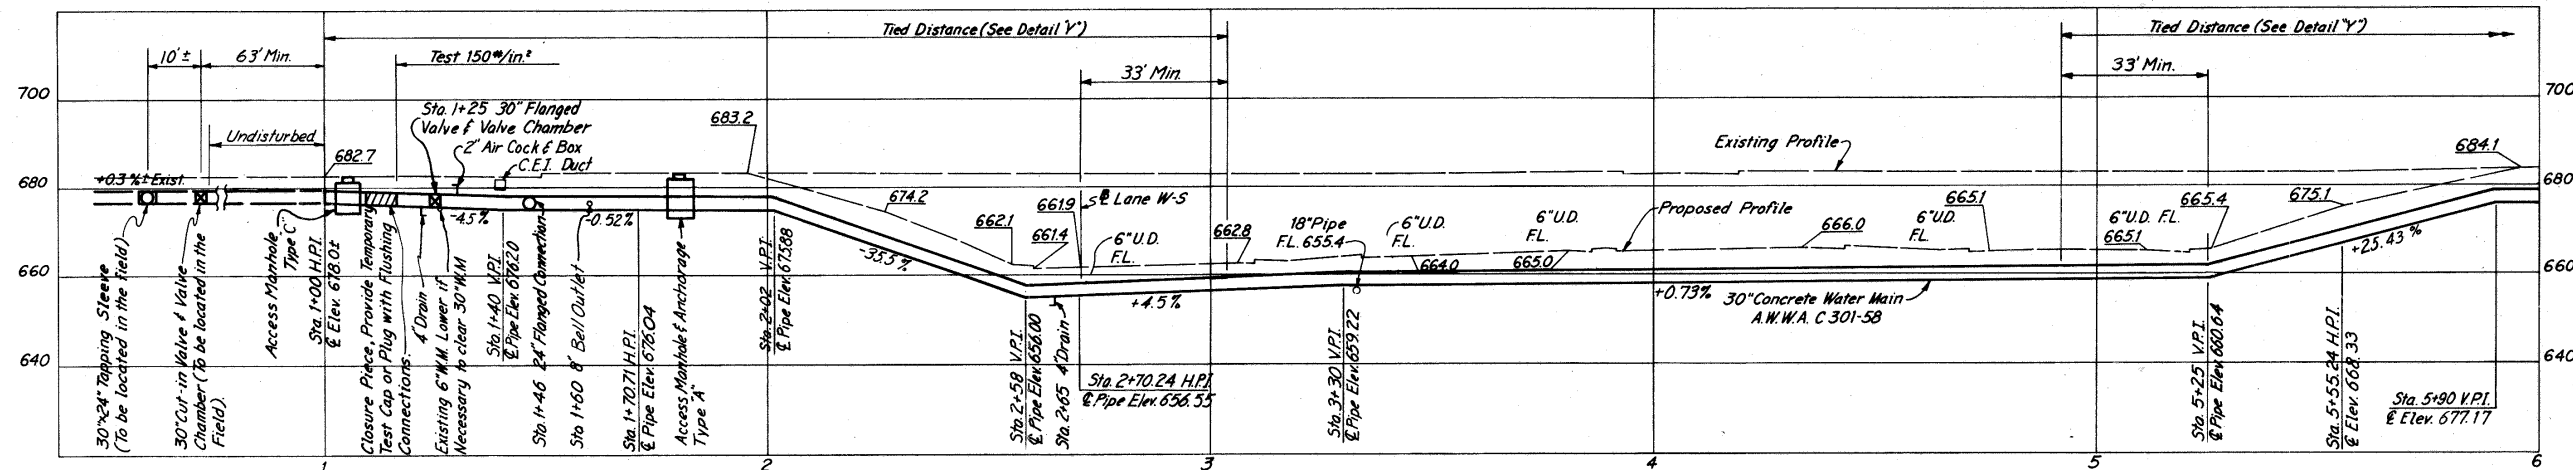 Tied Distance (See Detail "Y")
Tied Distance (See Detail "Y")
10' ±
63' Min.
Test 150#/in.²
33' Min.
33' Min.
700
700
Sta. 1+25 30" Flanged
Valve & Valve Chamber
2" Air Cock & Box
C.E.I. Duct
683.2
Undisturbed
682.7
Existing Profile
684.1
+0.3%± Exist.
680
680
674.2
662.1
661.9
661.4
℄ Lane W-S
6" U.D.
F.L.
662.8
18" Pipe
F.L. 655.4
6" U.D.
F.L.
664.0
6" U.D.
F.L.
665.0
Proposed Profile
666.0
6" U.D.
F.L.
665.1
6" U.D. F.L.
665.1
665.4
675.1
-4.5%
-0.52%
-35.5%
+4.5%
+0.73%
+25.43%
30" Concrete Water Main
A.W.W.A. C 301-58
660
660
640
640
30"x24" Tapping Sleeve
(To be located in the field)
30" Cut-in Valve & Valve
Chamber (To be located in the
Field).
Access Manhole
Type "C"
Sta. 1+00 H.P.I.
℄ Elev. 678.0±
Closure Piece, Provide Temporary
Test Cap or Plug with Flushing
Connections.
4" Drain
Existing 6" W.M. Lower if
Necessary to clear 30" W.M
Sta. 1+40 V.P.I.
℄ Pipe Elev. 676.20
Sta. 1+46 24" Flanged Connection
Sta 1+60 8" Bell Outlet
Sta. 1+70.71 H.P.I.
℄ Pipe Elev. 676.04
Access Manhole & Anchorage
Type "A"
Sta. 2+02 V.P.I.
℄ Pipe Elev. 675.88
Sta. 2+58 V.P.I.
℄ Pipe Elev. 656.00
Sta. 2+65 4" Drain
Sta. 2+70.24 H.P.I.
℄ Pipe Elev. 656.55
Sta. 3+30 V.P.I.
℄ Pipe Elev. 659.22
Sta. 5+25 V.P.I.
℄ Pipe Elev. 660.64
Sta. 5+55.24 H.P.I.
℄ Elev. 668.33
Sta. 5+90 V.P.I.
℄ Elev. 677.17
1
2
3
4
5
6